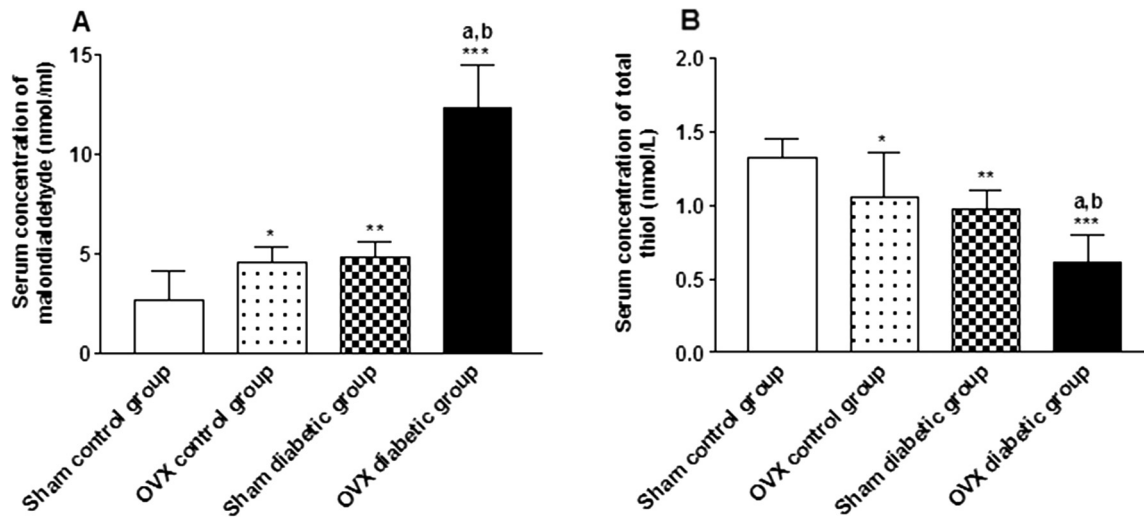 A
Serum concentration of
malondialdehyde (nmol/ml)
15
10
5
0
*
**
a,b
***
Sham control group
OVX control group
Sham diabetic group
OVX diabetic group
B
Serum concentration of total
thiol (nmol/L)
2.0
1.5
1.0
0.5
0.0
*
**
a,b
***
Sham control group
OVX control group
Sham diabetic group
OVX diabetic group